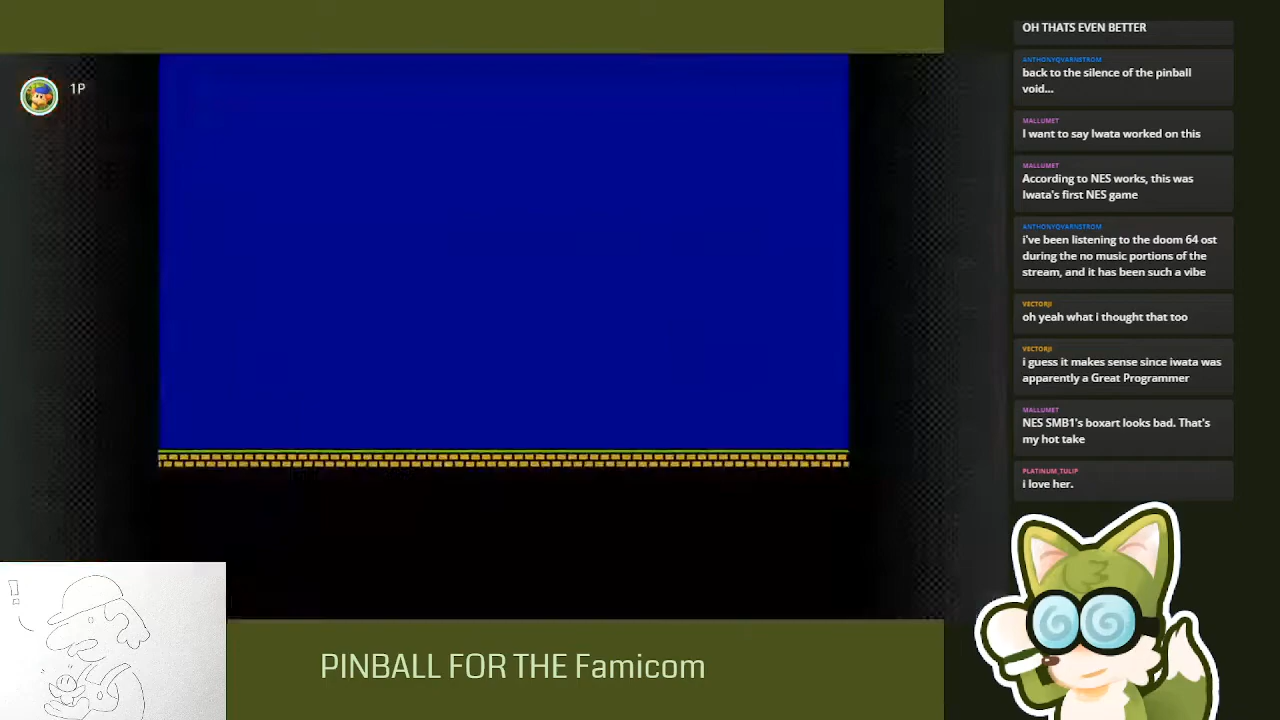 1P
OH THATS EVEN BETTER
ANTHONYQVARNSTROM
back to the silence of the pinball
void...
MALLUMET
I want to say Iwata worked on this
MALLUMET
According to NES works, this was
Iwata's first NES game
ANTHONYQVARNSTROM
i've been listening to the doom 64 ost
during the no music portions of the
stream, and it has been such a vibe
VECTORJI
oh yeah what i thought that too
VECTORJI
i guess it makes sense since iwata was
apparently a Great Programmer
MALLUMET
NES SMB1's boxart looks bad. That's
my hot take
PLATINUM_TULIP
i love her.
!
PINBALL FOR THE Famicom